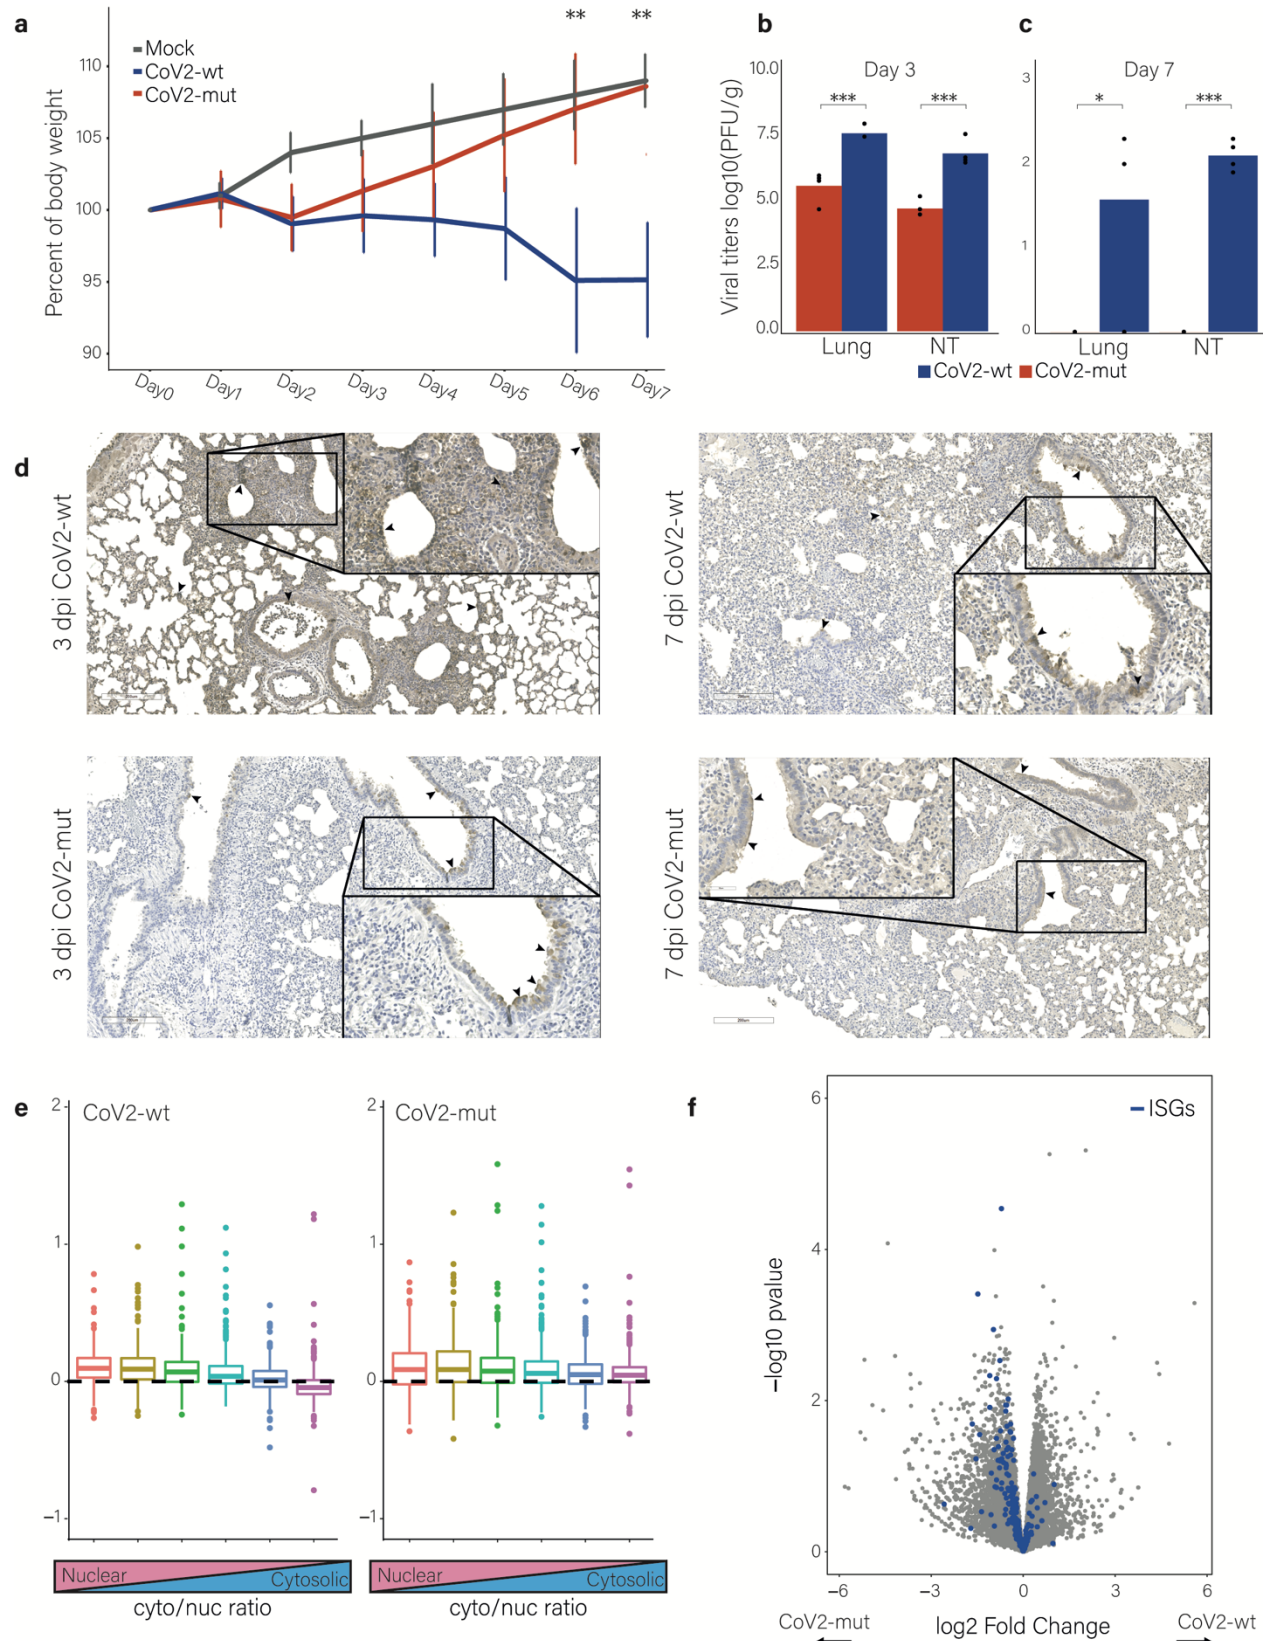 a
**
**
Mock
CoV2-wt
CoV2-mut
Percent of body weight
110
105
100
95
90
Day0
Day1
Day2
Day3
Day4
Day5
Day6
Day7
b
Day 3
Viral titers log10(PFU/g)
10.0
7.5
5.0
2.5
0.0
***
***
Lung
NT
c
Day 7
3
2
1
0
*
***
Lung
NT
CoV2-wt
CoV2-mut
d
3 dpi CoV2-wt
7 dpi CoV2-wt
3 dpi CoV2-mut
7 dpi CoV2-mut
e
CoV2-wt
2
1
0
−1
Nuclear
Cytosolic
cyto/nuc ratio
CoV2-mut
2
1
0
−1
Nuclear
Cytosolic
cyto/nuc ratio
f
ISGs
−log10 pvalue
6
4
2
0
−6
−3
0
3
6
CoV2-mut
log2 Fold Change
CoV2-wt